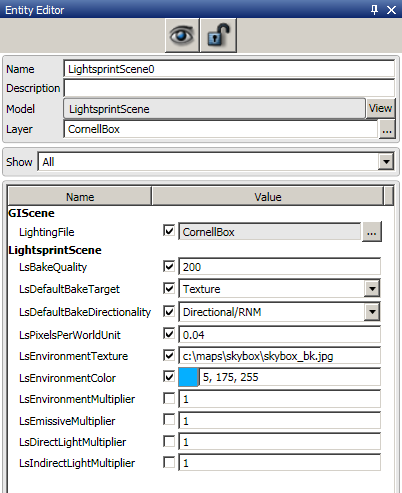 Entity Editor
Name LightsprintScene0
Description
Model LightsprintScene View
Layer CornellBox ...
Show All
Name Value
GIScene
LightingFile CornellBox ...
LightsprintScene
LsBakeQuality 200
LsDefaultBakeTarget Texture
LsDefaultBakeDirectionality Directional/RNM
LsPixelsPerWorldUnit 0.04
LsEnvironmentTexture c:\maps\skybox\skybox_bk.jpg
LsEnvironmentColor 5, 175, 255
LsEnvironmentMultiplier 1
LsEmissiveMultiplier 1
LsDirectLightMultiplier 1
LsIndirectLightMultiplier 1